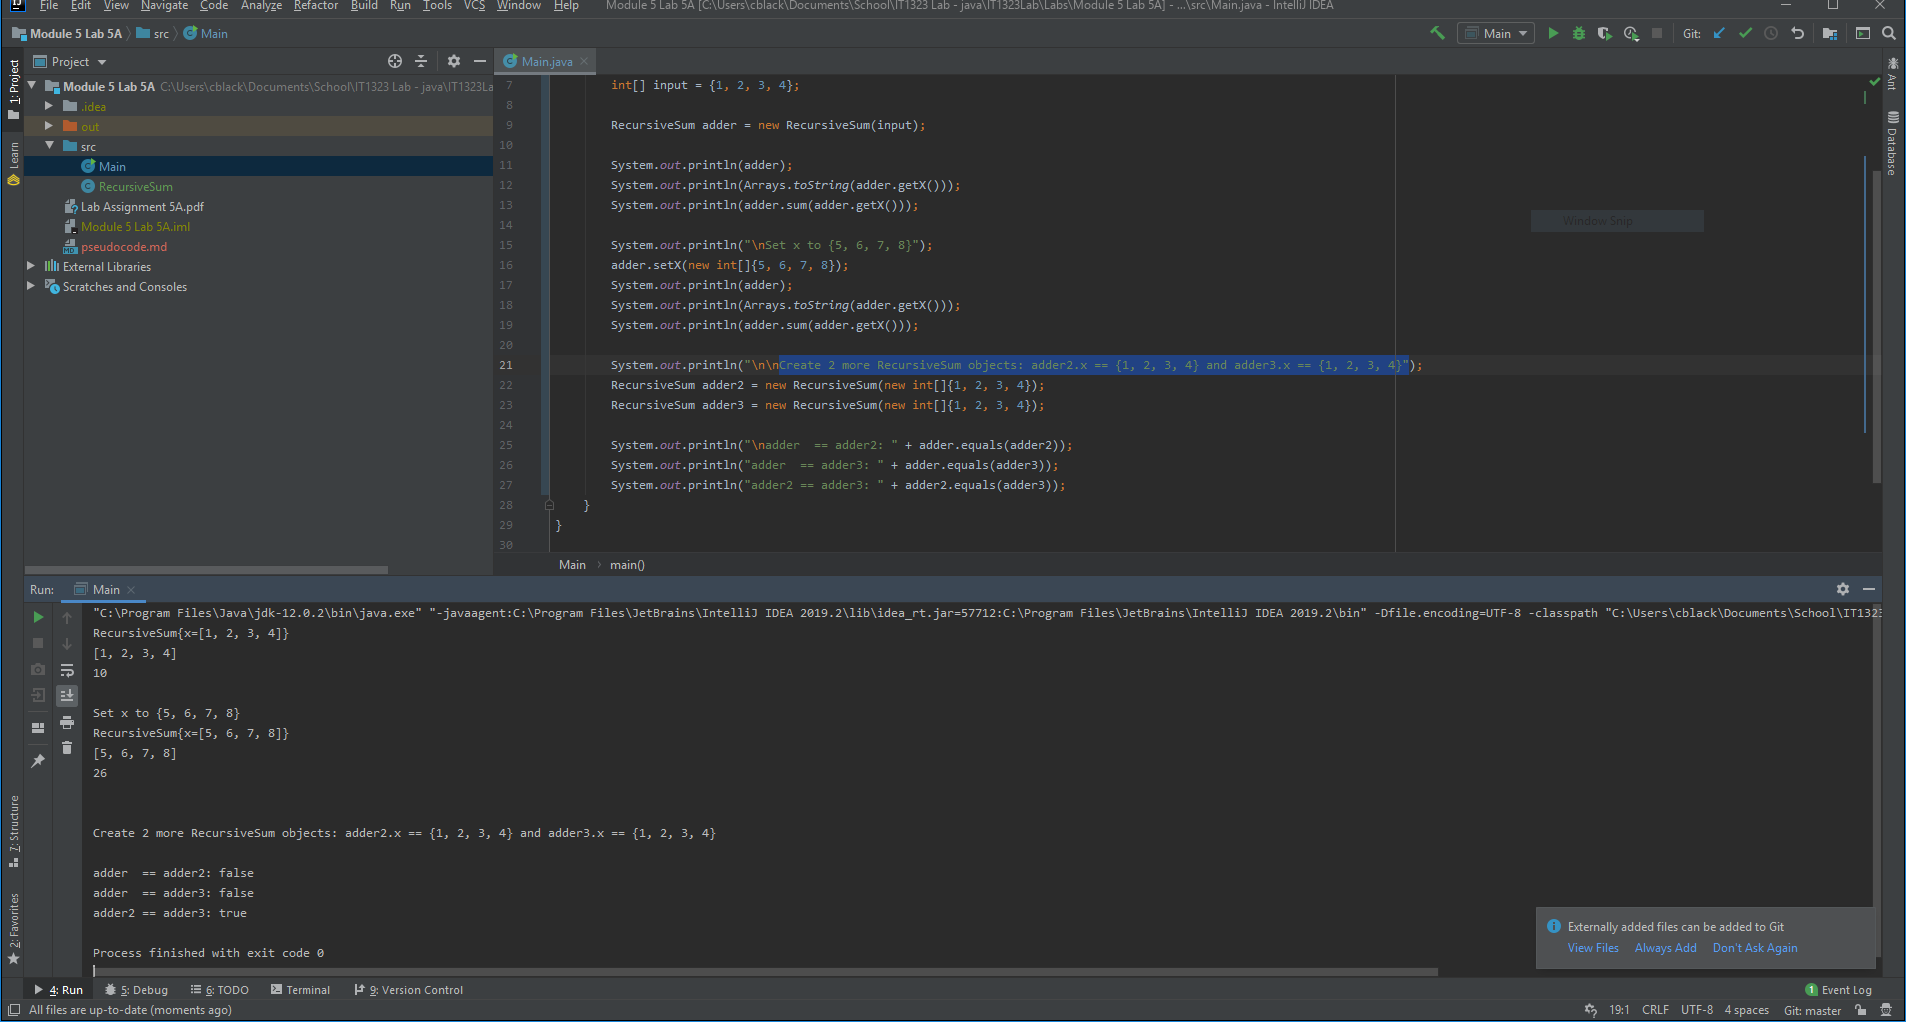 File Edit View Navigate Code Analyze Refactor Build Run Tools VCS Window Help Module 5 Lab 5A [C:\Users\cblack\Documents\School\IT1323 Lab - java\IT1323Lab\Labs\Module 5 Lab 5A] - ...\src\Main.java - IntelliJ IDEA
Module 5 Lab 5A src Main Main Git:
Project Main.java
1: Project
Learn
7: Structure
2: Favorites
Ant
Database
Module 5 Lab 5A C:\Users\cblack\Documents\School\IT1323 Lab - java\IT1323La
.idea
out
src
Main
RecursiveSum
Lab Assignment 5A.pdf
Module 5 Lab 5A.iml
pseudocode.md
External Libraries
Scratches and Consoles
7 int[] input = {1, 2, 3, 4};
8
9 RecursiveSum adder = new RecursiveSum(input);
10
11 System.out.println(adder);
12 System.out.println(Arrays.toString(adder.getX()));
13 System.out.println(adder.sum(adder.getX()));
14
15 System.out.println("\nSet x to {5, 6, 7, 8}");
16 adder.setX(new int[]{5, 6, 7, 8});
17 System.out.println(adder);
18 System.out.println(Arrays.toString(adder.getX()));
19 System.out.println(adder.sum(adder.getX()));
20
21 System.out.println("\n\nCreate 2 more RecursiveSum objects: adder2.x == {1, 2, 3, 4} and adder3.x == {1, 2, 3, 4}");
22 RecursiveSum adder2 = new RecursiveSum(new int[]{1, 2, 3, 4});
23 RecursiveSum adder3 = new RecursiveSum(new int[]{1, 2, 3, 4});
24
25 System.out.println("\nadder  == adder2: " + adder.equals(adder2));
26 System.out.println("adder  == adder3: " + adder.equals(adder3));
27 System.out.println("adder2 == adder3: " + adder2.equals(adder3));
28 }
29 }
30
Window Snip
Main main()
Run: Main
"C:\Program Files\Java\jdk-12.0.2\bin\java.exe" "-javaagent:C:\Program Files\JetBrains\IntelliJ IDEA 2019.2\lib\idea_rt.jar=57712:C:\Program Files\JetBrains\IntelliJ IDEA 2019.2\bin" -Dfile.encoding=UTF-8 -classpath "C:\Users\cblack\Documents\School\IT1323
RecursiveSum{x=[1, 2, 3, 4]}
[1, 2, 3, 4]
10
Set x to {5, 6, 7, 8}
RecursiveSum{x=[5, 6, 7, 8]}
[5, 6, 7, 8]
26
Create 2 more RecursiveSum objects: adder2.x == {1, 2, 3, 4} and adder3.x == {1, 2, 3, 4}
adder  == adder2: false
adder  == adder3: false
adder2 == adder3: true
Process finished with exit code 0
Externally added files can be added to Git
View Files Always Add Don't Ask Again
4: Run 5: Debug 6: TODO Terminal 9: Version Control 1 Event Log
All files are up-to-date (moments ago) 19:1 CRLF UTF-8 4 spaces Git: master